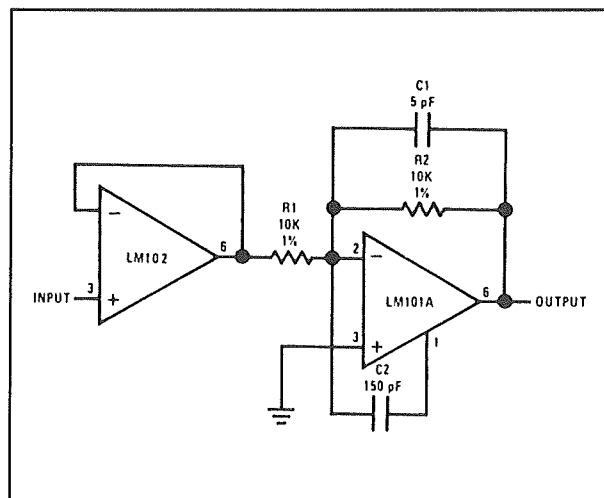 C1
5 pF
R2
10K
1%
R1
10K
1%
−
LM102
6
3
+
INPUT
2
−
LM101A
6
OUTPUT
3
+
1
C2
150 pF